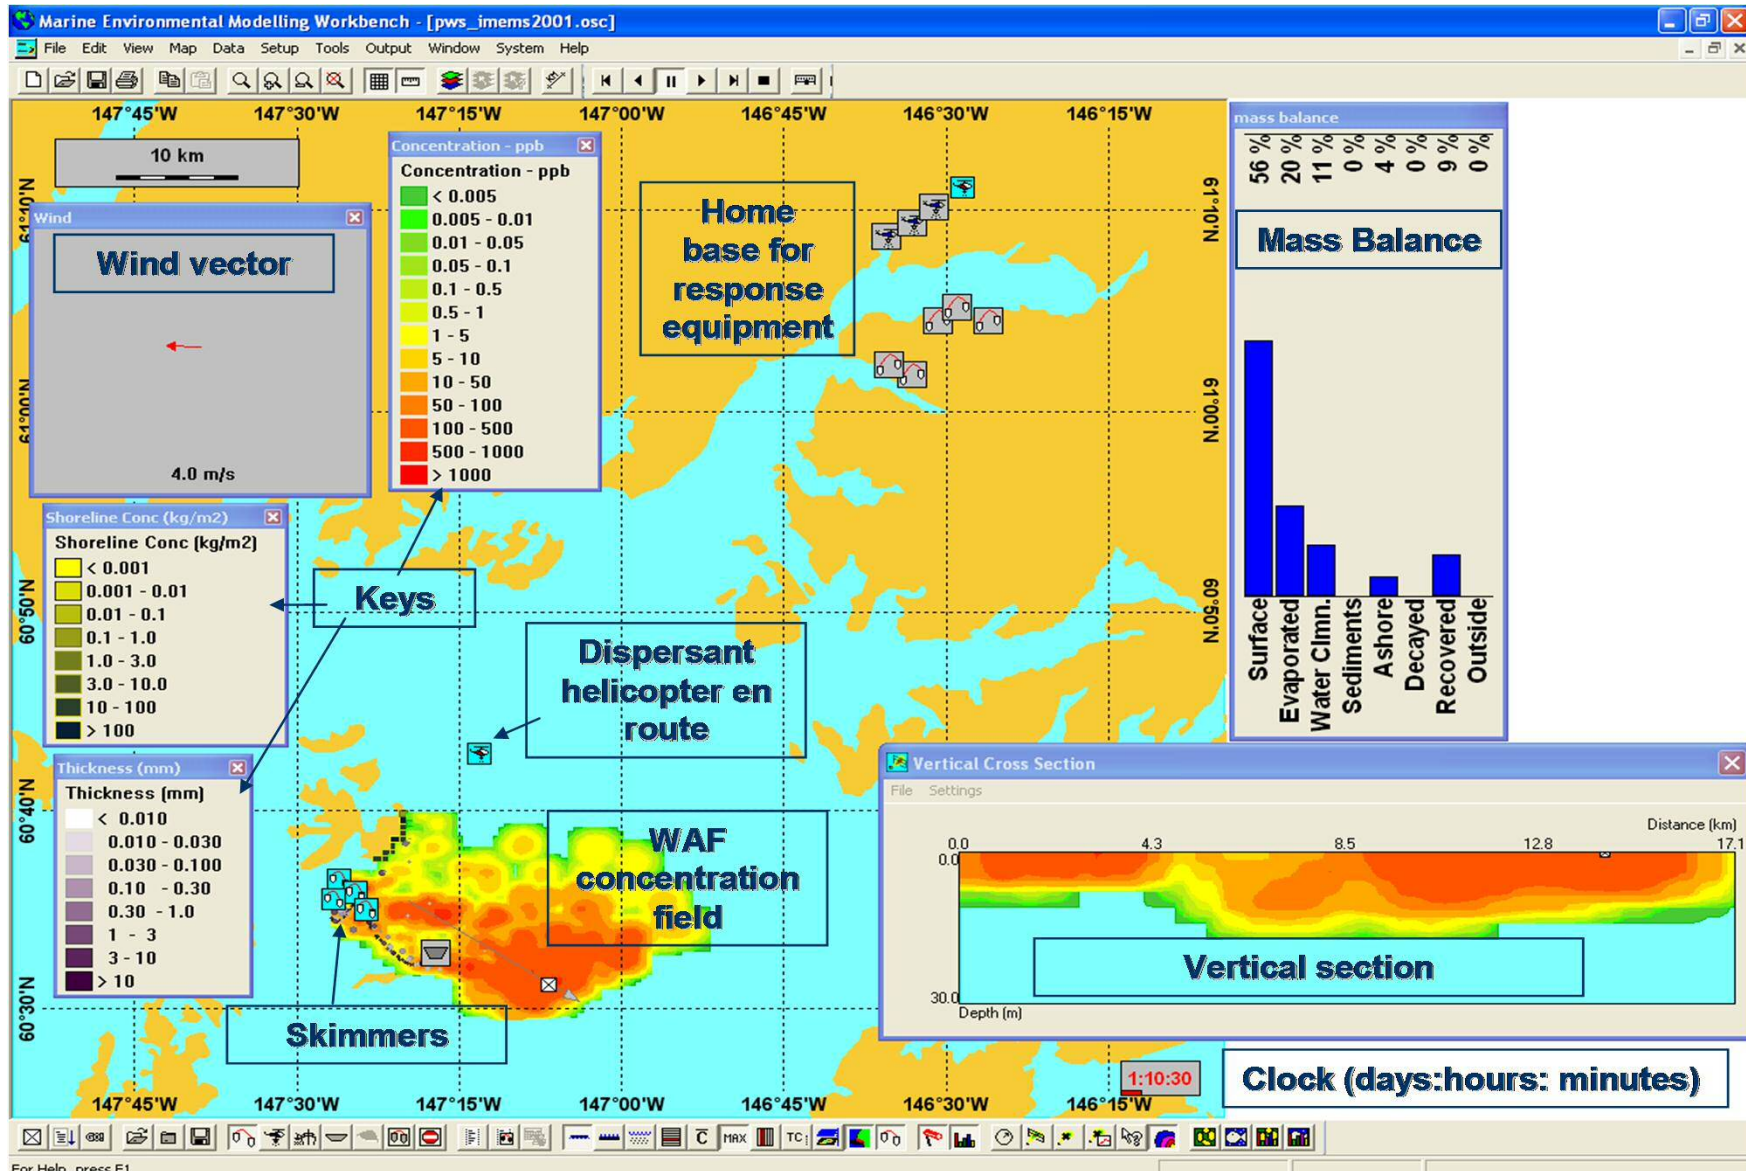 Marine Environmental Modelling Workbench - [pws_imems2001.osc]
File Edit View Map Data Setup Tools Output Window System Help
147°45'W 147°30'W 147°15'W 147°00'W 146°45'W 146°30'W 146°15'W
10 km
61°10'N
61°00'N
60°50'N
60°40'N
60°30'N
Wind
Wind vector
4.0 m/s
Concentration - ppb
Concentration - ppb
< 0.005
0.005 - 0.01
0.01 - 0.05
0.05 - 0.1
0.1 - 0.5
0.5 - 1
1 - 5
5 - 10
10 - 50
50 - 100
100 - 500
500 - 1000
> 1000
Home
base for
response
equipment
61°10'N
61°00'N
60°50'N
mass balance
56 %
20 %
11 %
0 %
4 %
0 %
9 %
0 %
Mass Balance
Surface
Evaporated
Water Clmn.
Sediments
Ashore
Decayed
Recovered
Outside
Shoreline Conc (kg/m2)
Shoreline Conc (kg/m2)
< 0.001
0.001 - 0.01
0.01 - 0.1
0.1 - 1.0
1.0 - 3.0
3.0 - 10.0
10 - 100
> 100
Keys
Dispersant
helicopter en
route
Thickness (mm)
Thickness (mm)
< 0.010
0.010 - 0.030
0.030 - 0.100
0.10 - 0.30
0.30 - 1.0
1 - 3
3 - 10
> 10
WAF
concentration
field
Skimmers
Vertical Cross Section
File Settings
Distance (km)
0.0 4.3 8.5 12.8 17.1
0.0
Vertical section
30.0
Depth (m)
1:10:30
Clock (days:hours: minutes)
147°45'W 147°30'W 147°15'W 147°00'W 146°45'W 146°30'W 146°15'W
C MAX TC
For Help, press F1